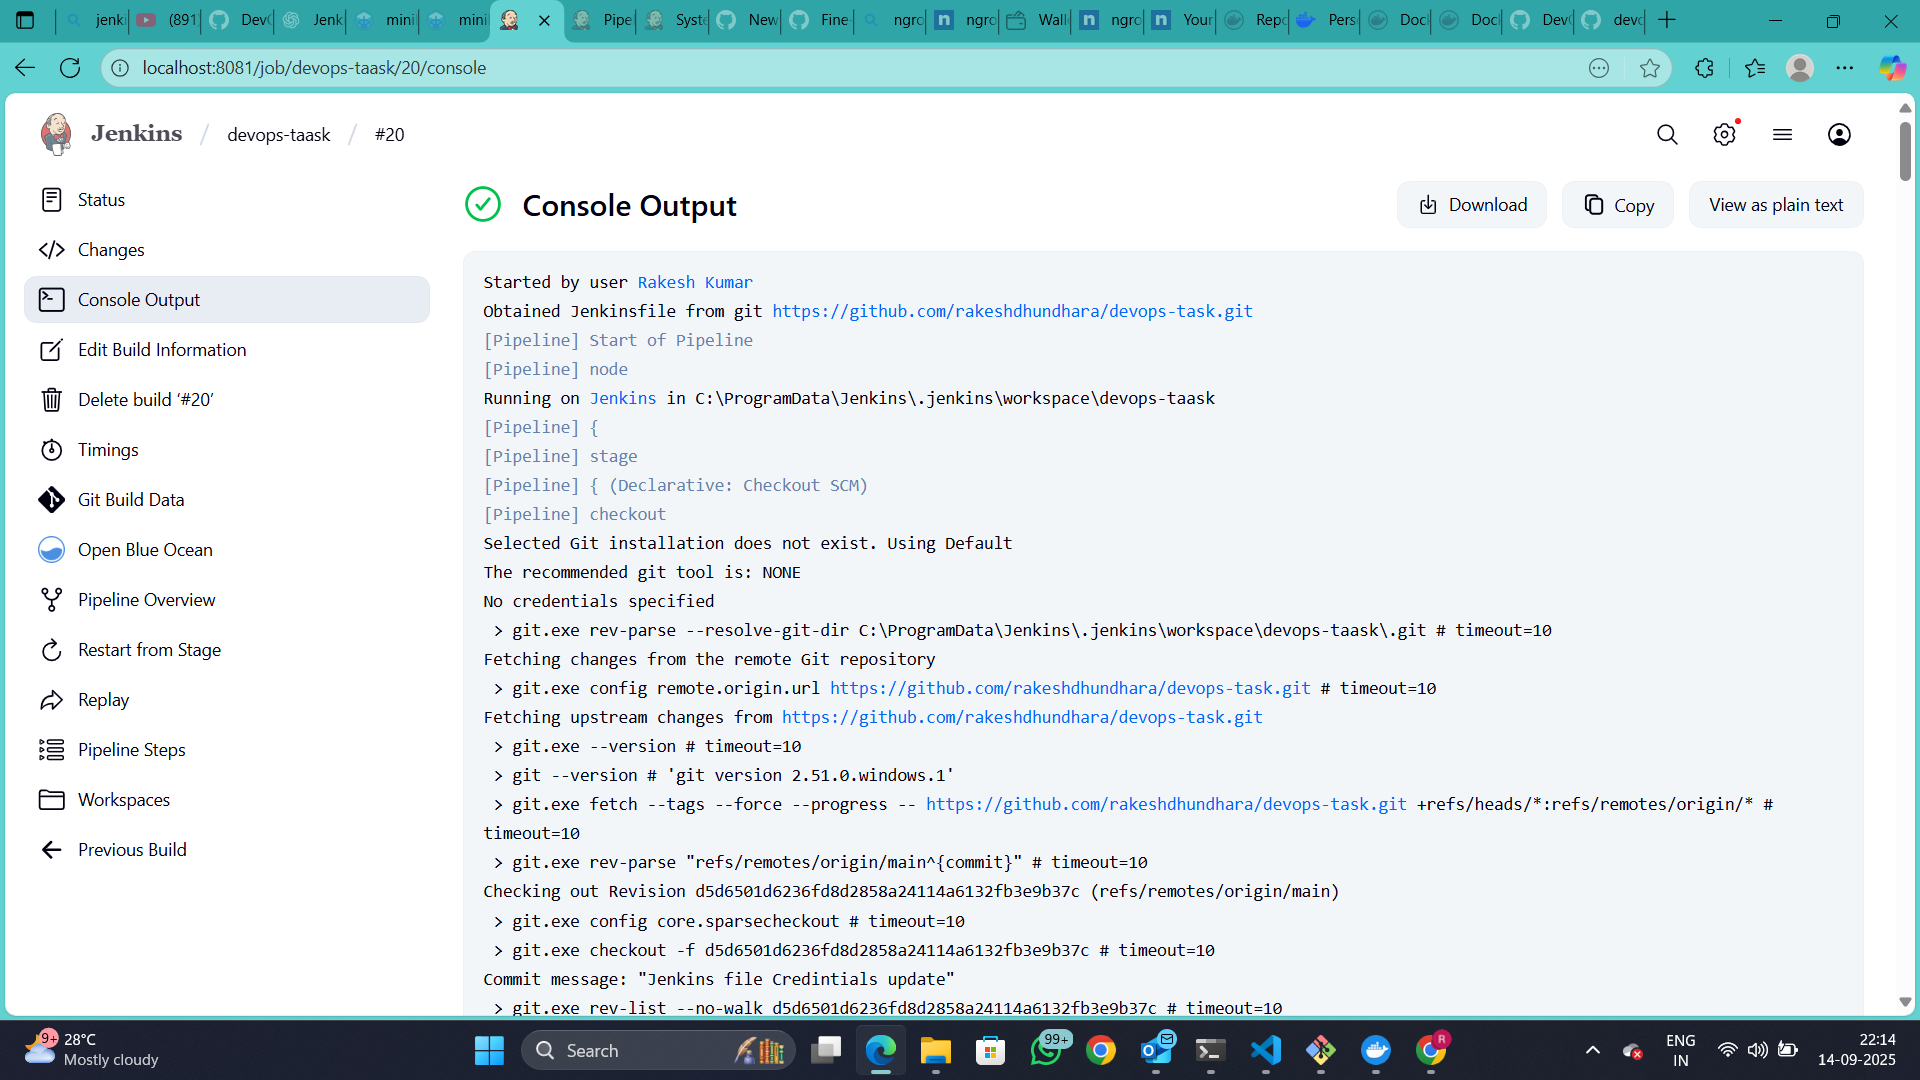 jenki
(891
DevO
Jenk
mini
mini
Pipe
Syst
New
Fine-
ngro
ngro
Walle
ngro
Your
Repo
Perso
Dock
Dock
DevO
devo
localhost:8081/job/devops-taask/20/console
Jenkins / devops-taask / #20
Status
Changes
Console Output
Edit Build Information
Delete build ‘#20’
Timings
Git Build Data
Open Blue Ocean
Pipeline Overview
Restart from Stage
Replay
Pipeline Steps
Workspaces
Previous Build
Console Output
Download
Copy
View as plain text
Started by user Rakesh Kumar
Obtained Jenkinsfile from git https://github.com/rakeshdhundhara/devops-task.git
[Pipeline] Start of Pipeline
[Pipeline] node
Running on Jenkins in C:\ProgramData\Jenkins\.jenkins\workspace\devops-taask
[Pipeline] {
[Pipeline] stage
[Pipeline] { (Declarative: Checkout SCM)
[Pipeline] checkout
Selected Git installation does not exist. Using Default
The recommended git tool is: NONE
No credentials specified
> git.exe rev-parse --resolve-git-dir C:\ProgramData\Jenkins\.jenkins\workspace\devops-taask\.git # timeout=10
Fetching changes from the remote Git repository
> git.exe config remote.origin.url https://github.com/rakeshdhundhara/devops-task.git # timeout=10
Fetching upstream changes from https://github.com/rakeshdhundhara/devops-task.git
> git.exe --version # timeout=10
> git --version # 'git version 2.51.0.windows.1'
> git.exe fetch --tags --force --progress -- https://github.com/rakeshdhundhara/devops-task.git +refs/heads/*:refs/remotes/origin/* #
timeout=10
> git.exe rev-parse "refs/remotes/origin/main^{commit}" # timeout=10
Checking out Revision d5d6501d6236fd8d2858a24114a6132fb3e9b37c (refs/remotes/origin/main)
> git.exe config core.sparsecheckout # timeout=10
> git.exe checkout -f d5d6501d6236fd8d2858a24114a6132fb3e9b37c # timeout=10
Commit message: "Jenkins file Credintials update"
> git.exe rev-list --no-walk d5d6501d6236fd8d2858a24114a6132fb3e9b37c # timeout=10
9+
28°C
Mostly cloudy
Search
99+
R
ENG
IN
22:14
14-09-2025